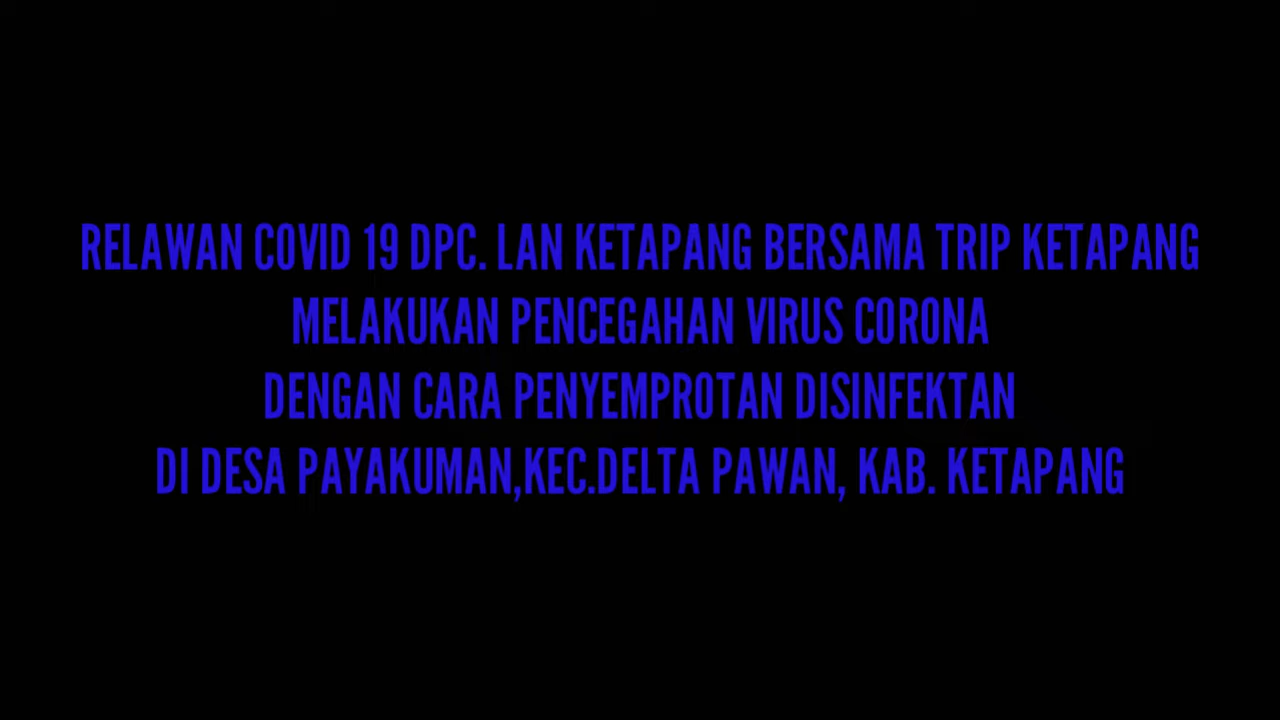 RELAWAN COVID 19 DPC. LAN KETAPANG BERSAMA TRIP KETAPANG
MELAKUKAN PENCEGAHAN VIRUS CORONA
DENGAN CARA PENYEMPROTAN DISINFEKTAN
DI DESA PAYAKUMAN,KEC.DELTA PAWAN, KAB. KETAPANG